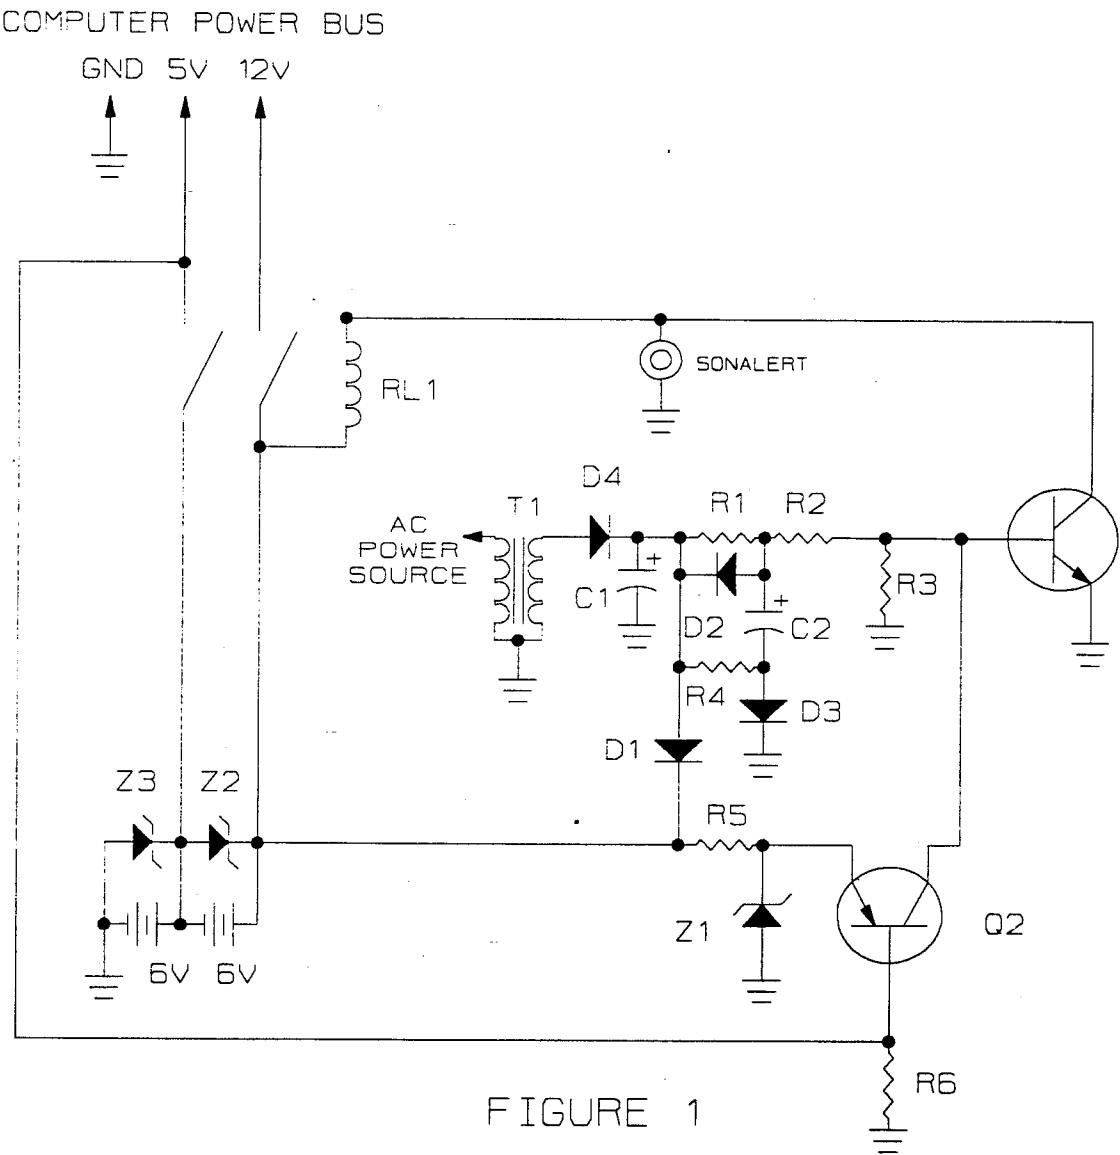 COMPUTER POWER BUS
GND 5V 12V
RL1
SONALERT
D4
T1
R1 R2
AC
POWER
SOURCE
+
C1
R3
D2
+
C2
R4
D3
D1
Z3 Z2
R5
Z1
Q2
6V 6V
R6
FIGURE 1